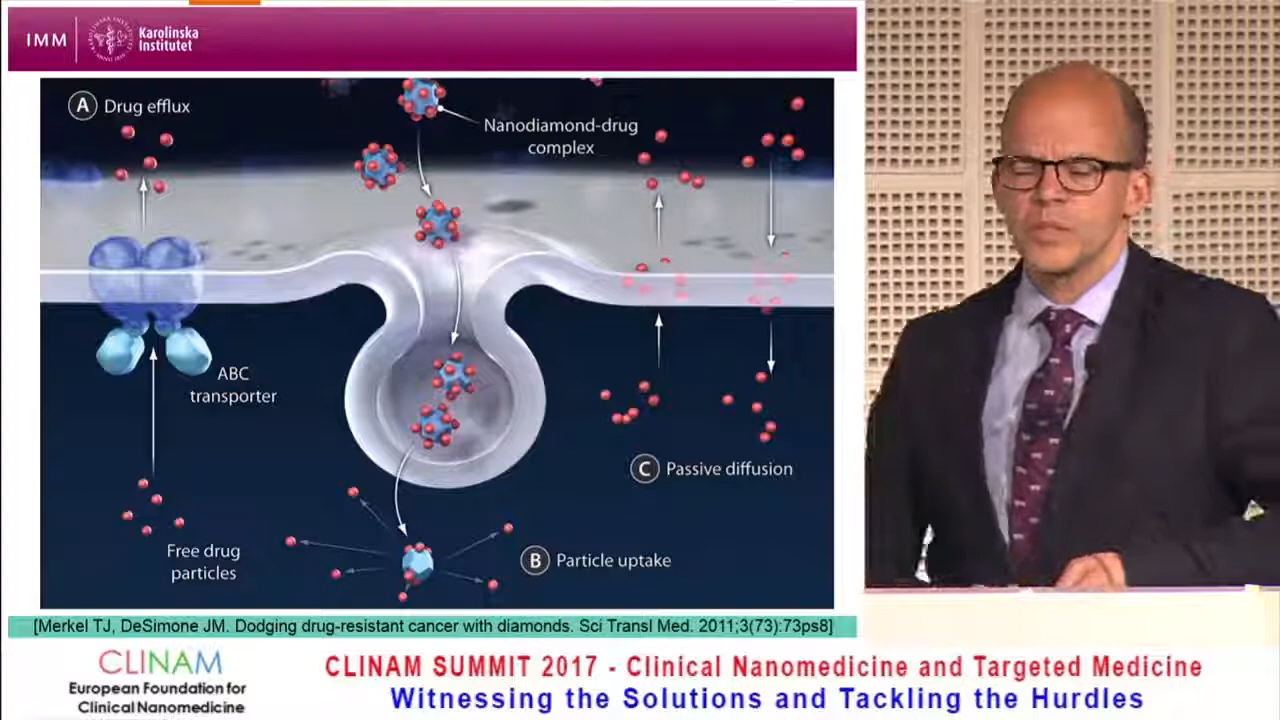 IMM
Karolinska
Institutet
A Drug efflux
Nanodiamond-drug
complex
ABC
transporter
C Passive diffusion
Free drug
particles
B Particle uptake
[Merkel TJ, DeSimone JM. Dodging drug-resistant cancer with diamonds. Sci Transl Med. 2011;3(73):73ps8]
CLINAM
European Foundation for
Clinical Nanomedicine
CLINAM SUMMIT 2017 - Clinical Nanomedicine and Targeted Medicine
Witnessing the Solutions and Tackling the Hurdles